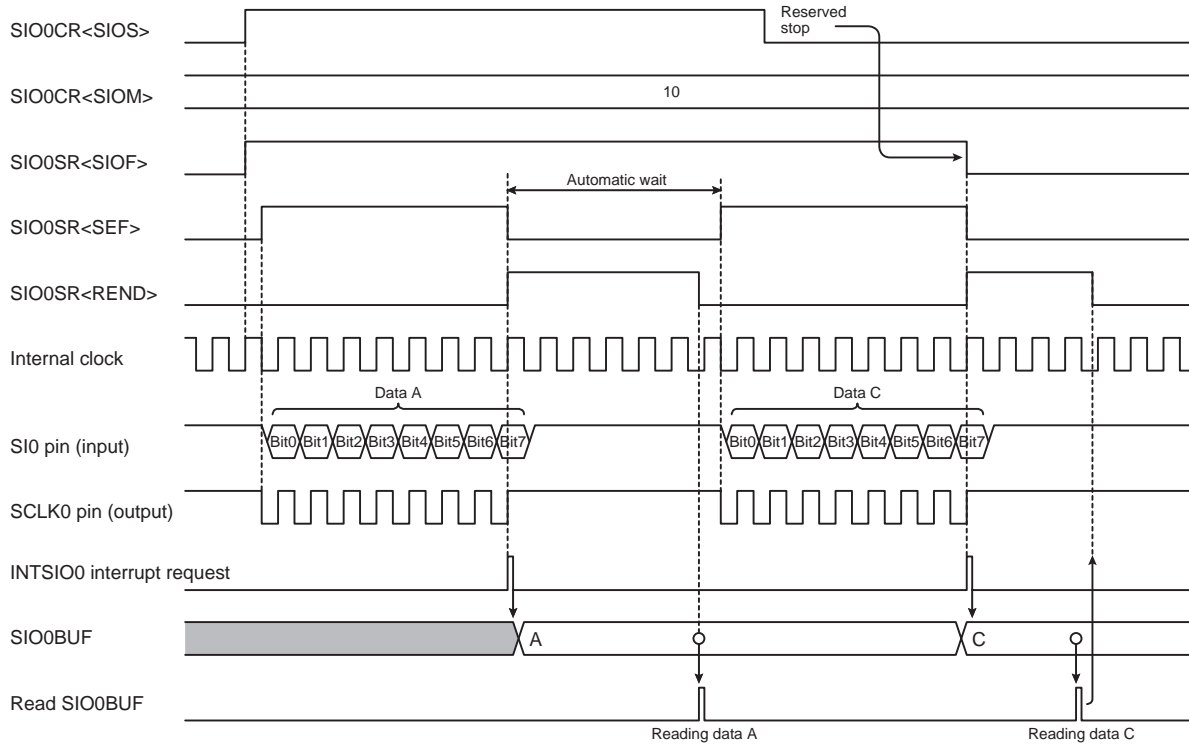 Reserved
stop
SIO0CR<SIOS>
SIO0CR<SIOM>
10
SIO0SR<SIOF>
Automatic wait
SIO0SR<SEF>
SIO0SR<REND>
Internal clock
Data A
Data C
SI0 pin (input)
Bit0 Bit1 Bit2 Bit3 Bit4 Bit5 Bit6 Bit7
Bit0 Bit1 Bit2 Bit3 Bit4 Bit5 Bit6 Bit7
SCLK0 pin (output)
INTSIO0 interrupt request
SIO0BUF
A
C
Read SIO0BUF
Reading data A
Reading data C